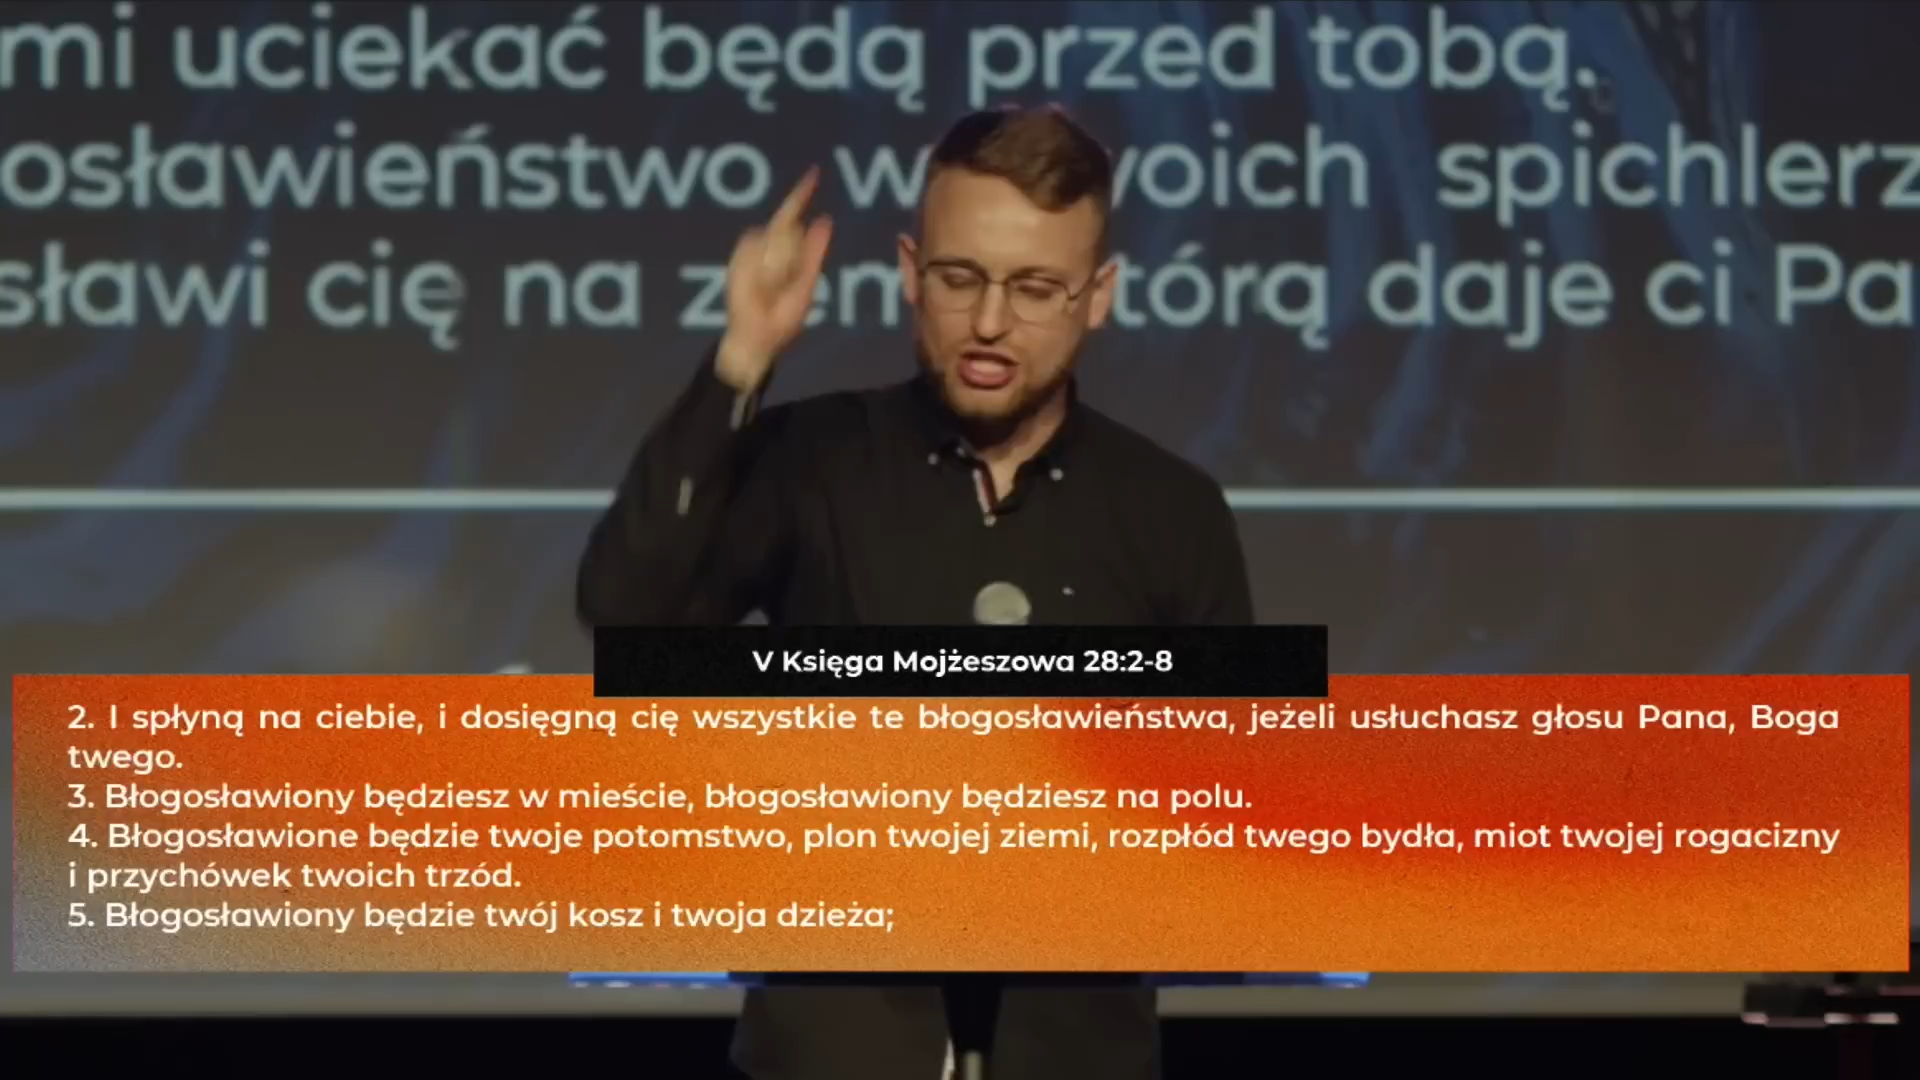 mi uciekać będą przed tobą.
osławieństwo w woich spichlerz
sławi cię na ziem tórą daje ci Pa
V Księga Mojżeszowa 28:2-8
2. I spłyną na ciebie, i dosięgną cię wszystkie te błogosławieństwa, jeżeli usłuchasz głosu Pana, Boga
twego.
3. Błogosławiony będziesz w mieście, błogosławiony będziesz na polu.
4. Błogosławione będzie twoje potomstwo, plon twojej ziemi, rozpłód twego bydła, miot twojej rogacizny
i przychówek twoich trzód.
5. Błogosławiony będzie twój kosz i twoja dzieża;